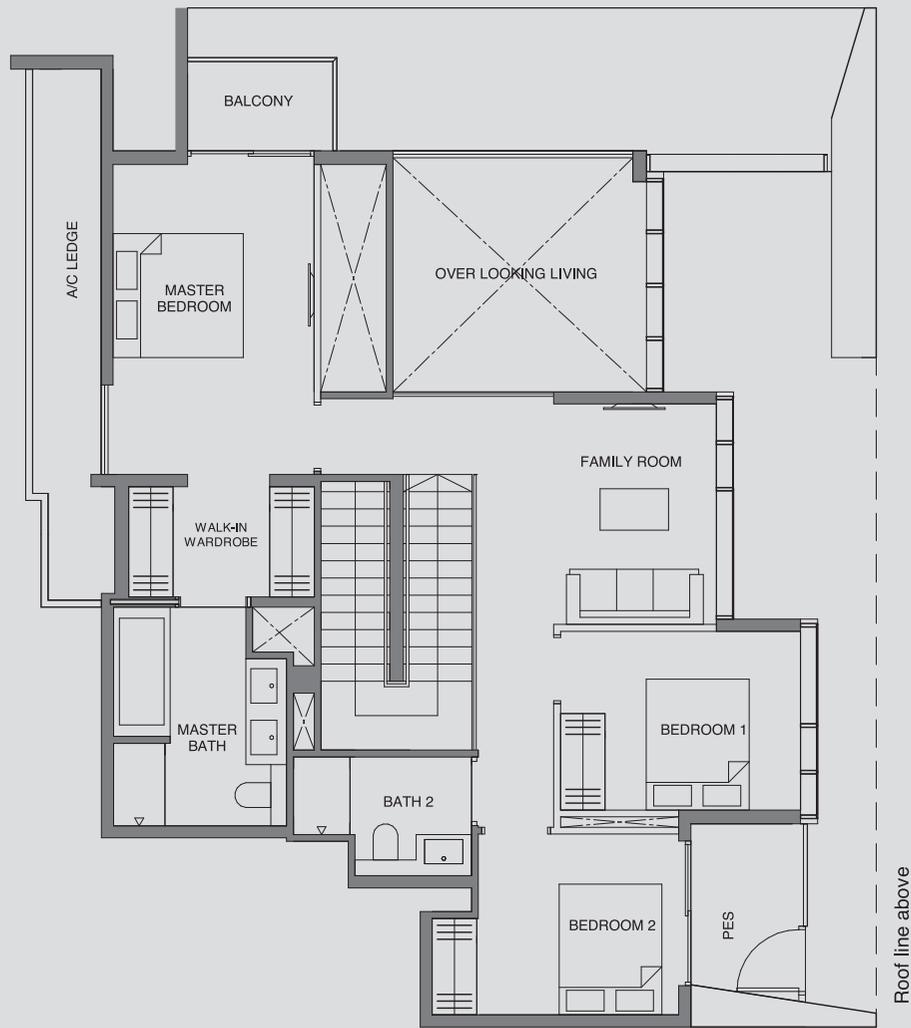 BALCONY
A/C LEDGE
MASTER
BEDROOM
OVER LOOKING LIVING
FAMILY ROOM
WALK-IN
WARDROBE
MASTER
BATH
BEDROOM 1
BATH 2
BEDROOM 2
PES
Roof line above